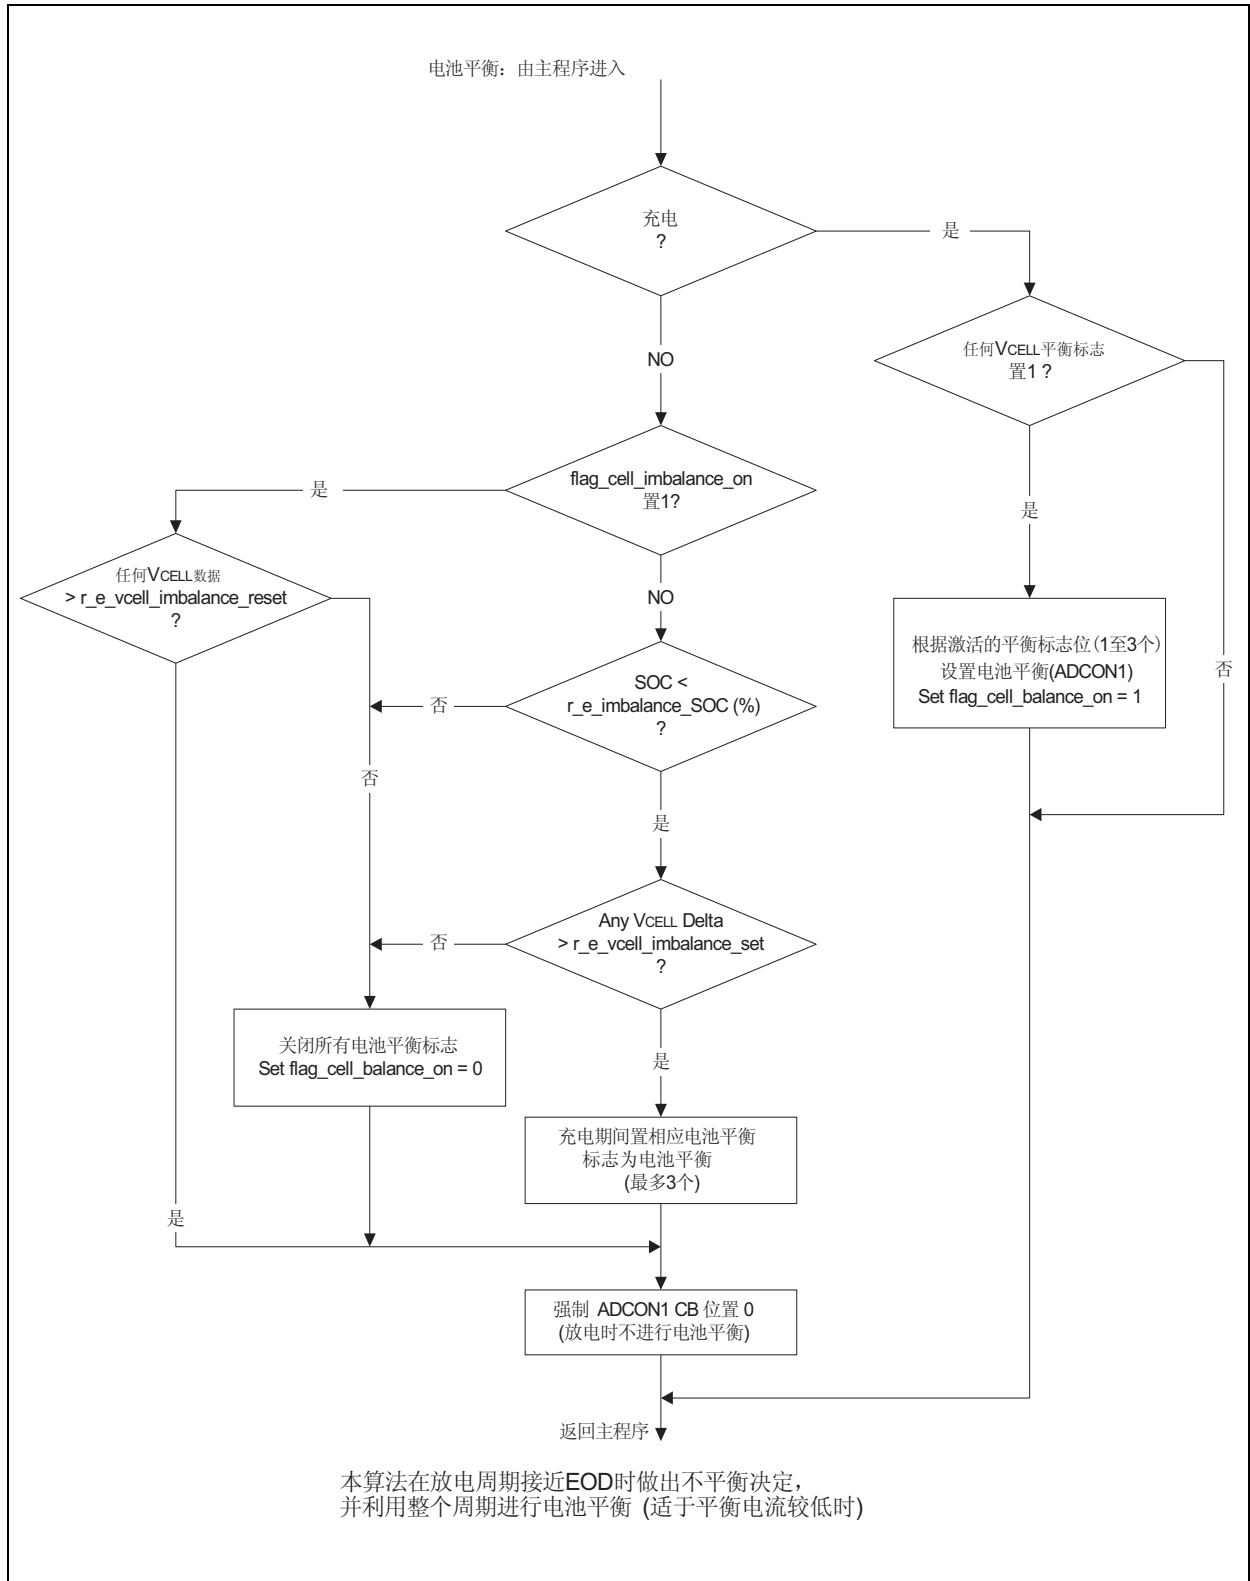 电池平衡：由主程序进入
充电
?
是
NO
任何VCELL平衡标志
置1 ?
flag_cell_imbalance_on
置1?
是
是
任何VCELL数据
> r_e_vcell_imbalance_reset
?
NO
根据激活的平衡标志位(1至3个)
设置电池平衡(ADCON1)
Set flag_cell_balance_on = 1
否
SOC <
r_e_imbalance_SOC (%)
?
否
否
是
Any VCELL Delta
> r_e_vcell_imbalance_set
?
否
关闭所有电池平衡标志
Set flag_cell_balance_on = 0
是
充电期间置相应电池平衡
标志为电池平衡
(最多3个)
是
强制 ADCON1 CB 位置 0
(放电时不进行电池平衡)
返回主程序
本算法在放电周期接近EOD时做出不平衡决定，
并利用整个周期进行电池平衡 (适于平衡电流较低时)